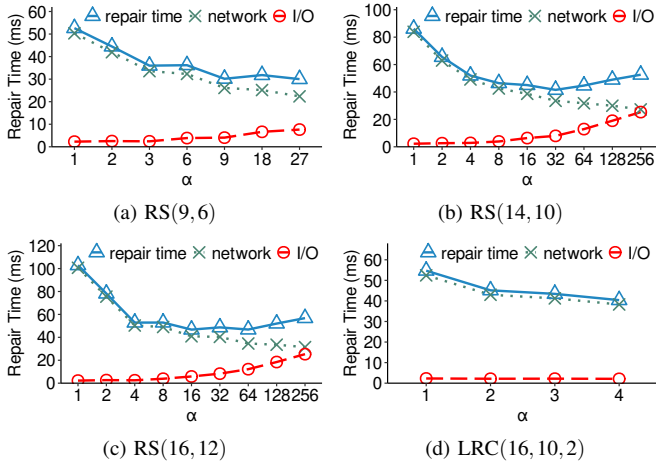 repair time network I/O
Repair Time (ms)
60
50
40
30
20
10
0
1 2 3 6 9 18 27
α
(a) RS(9,6)
repair time network I/O
Repair Time (ms)
100
80
60
40
20
0
1 2 4 8 16 32 64 128 256
α
(b) RS(14,10)
repair time network I/O
Repair Time (ms)
120
100
80
60
40
20
0
1 2 4 8 16 32 64 128 256
α
(c) RS(16,12)
repair time network I/O
Repair Time (ms)
60
50
40
30
20
10
0
1 2 3 4
α
(d) LRC(16,10,2)